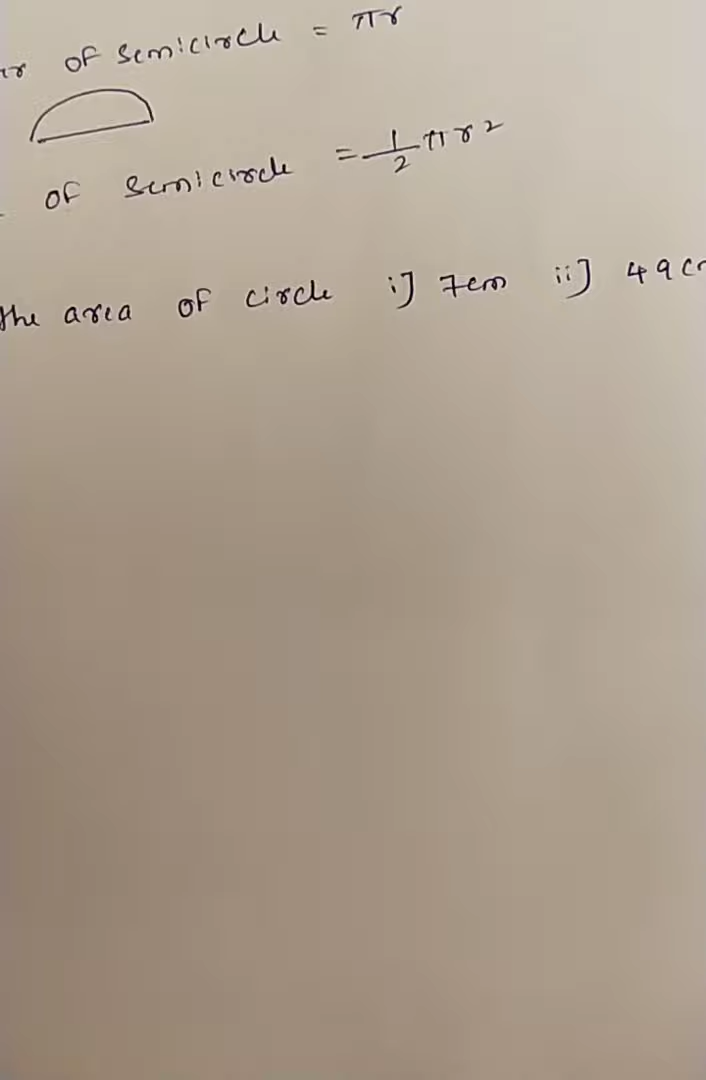 of semicircle = πr
of semicircle = 1/2 πr²
the area of circle i] 7cm ii] 49c